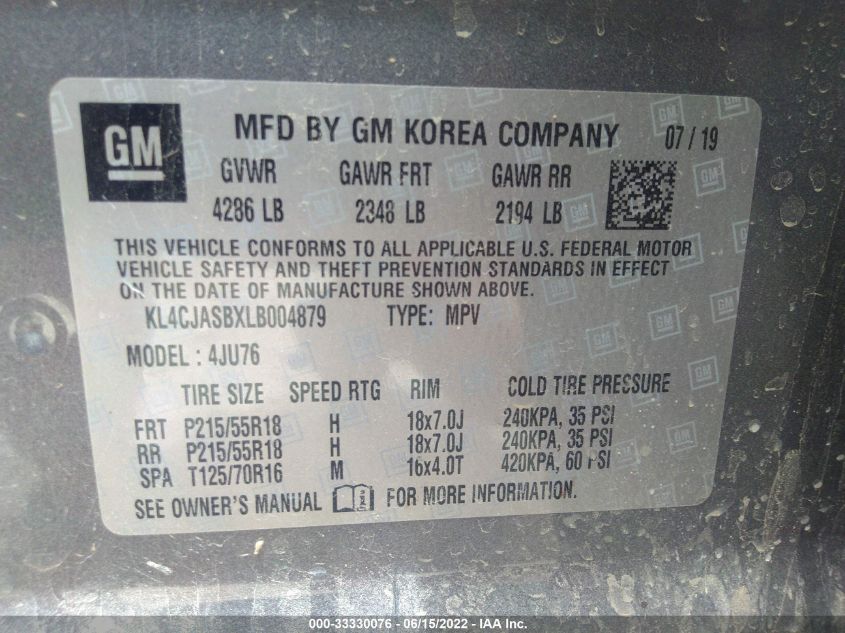 GM MFD BY GM KOREA COMPANY 07 / 19
GVWR GAWR FRT GAWR RR
4286 LB 2348 LB 2194 LB
THIS VEHICLE CONFORMS TO ALL APPLICABLE U.S. FEDERAL MOTOR
VEHICLE SAFETY AND THEFT PREVENTION STANDARDS IN EFFECT
ON THE DATE OF MANUFACTURE SHOWN ABOVE.
KL4CJASBXLB004879 TYPE: MPV
MODEL : 4JU76
TIRE SIZE SPEED RTG RIM COLD TIRE PRESSURE
FRT P215/55R18 H 18x7.0J 240KPA, 35 PSI
RR P215/55R18 H 18x7.0J 240KPA, 35 PSI
SPA T125/70R16 M 16x4.0T 420KPA, 60 PSI
SEE OWNER'S MANUAL FOR MORE INFORMATION.
000-33330076 - 06/15/2022 - IAA Inc.